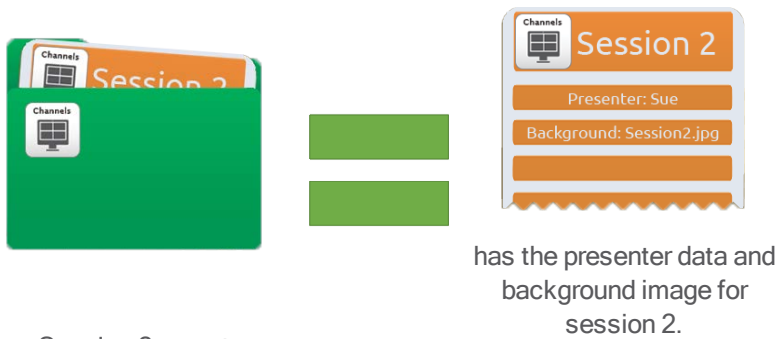 Channels
Session 2
Channels
Channels
Session 2
Presenter: Sue
Background: Session2.jpg
has the presenter data and
background image for
session 2.